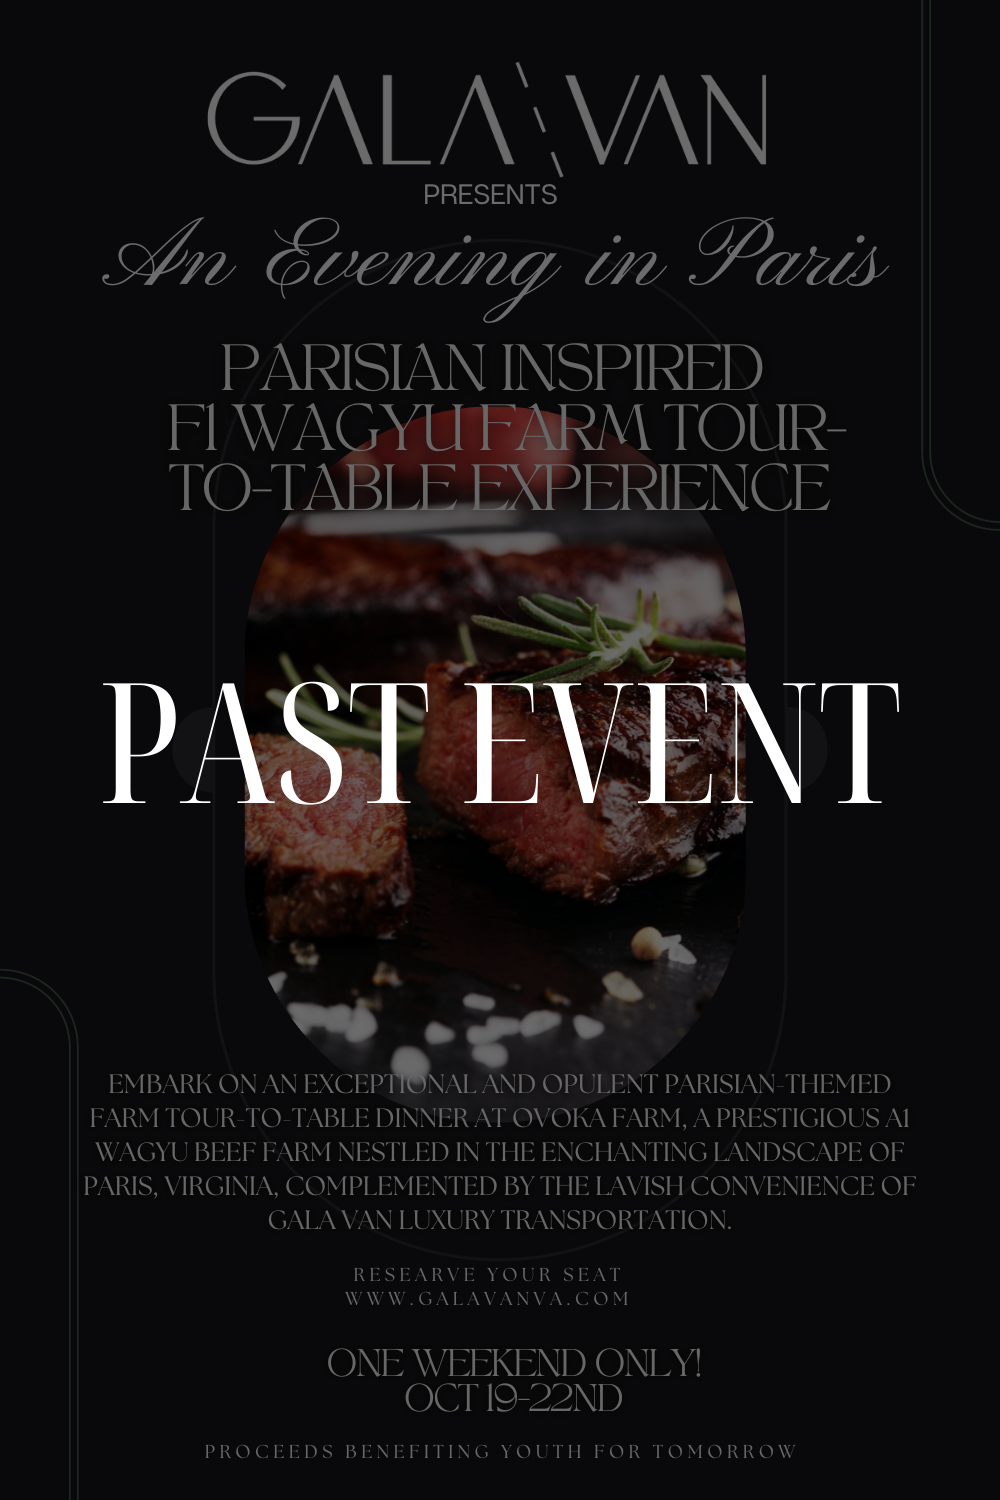 GALA VAN
PRESENTS
An Evening in Paris
PARISIAN INSPIRED
F1 WAGYU FARM TOUR-
TO-TABLE EXPERIENCE
PAST EVENT
EMBARK ON AN EXCEPTIONAL AND OPULENT PARISIAN-THEMED
FARM TOUR-TO-TABLE DINNER AT OVOKA FARM, A PRESTIGIOUS A1
WAGYU BEEF FARM NESTLED IN THE ENCHANTING LANDSCAPE OF
PARIS, VIRGINIA, COMPLEMENTED BY THE LAVISH CONVENIENCE OF
GALA VAN LUXURY TRANSPORTATION.
RESEARVE YOUR SEAT
WWW.GALAVANVA.COM
ONE WEEKEND ONLY!
OCT 19-22ND
PROCEEDS BENEFITING YOUTH FOR TOMORROW